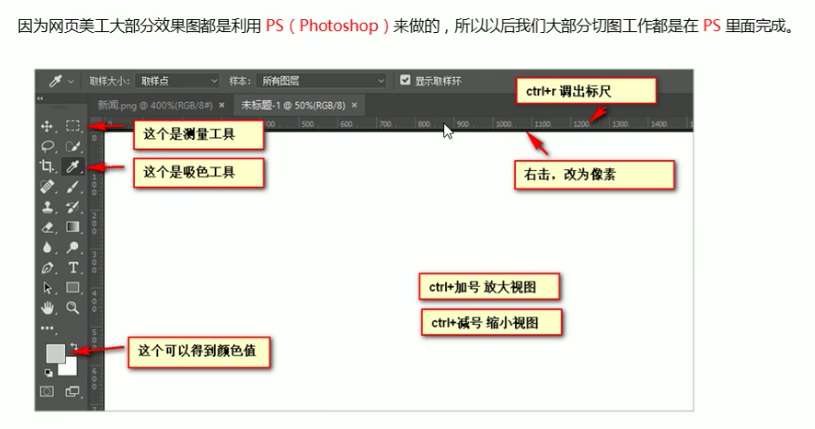 因为网页美工大部分效果图都是利用 PS（Photoshop）来做的，所以以后我们大部分切图工作都是在 PS 里面完成。
取样大小： 取样点 样本： 所有图层 显示取样环
ctrl+r 调出标尺
新闻.png @ 400%(RGB/8#) × 未标题-1 @ 50%(RGB/8) ×
0 300 400 500 600 700 800 900 1000 1100 1200 1300 1400
这个是测量工具
这个是吸色工具
右击，改为像素
ctrl+加号 放大视图
ctrl+减号 缩小视图
这个可以得到颜色值
0
100
200
300
400
500
600